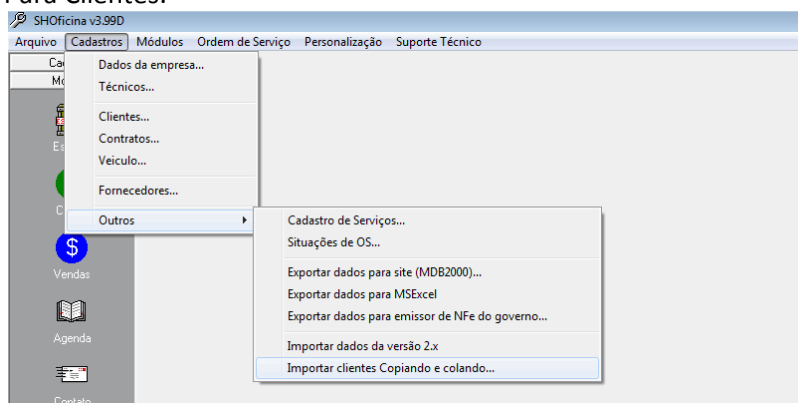 Para Clientes:
SHOficina v3.99D
Arquivo Cadastros Módulos Ordem de Serviço Personalização Suporte Técnico
Dados da empresa...
Técnicos...
Clientes...
Contratos...
Veiculo...
Fornecedores...
Outros
Cadastro de Serviços...
Situações de OS...
Exportar dados para site (MDB2000)...
Exportar dados para MSExcel
Exportar dados para emissor de NFe do governo...
Importar dados da versão 2.x
Importar clientes Copiando e colando...
$
Vendas
Agenda
Contato